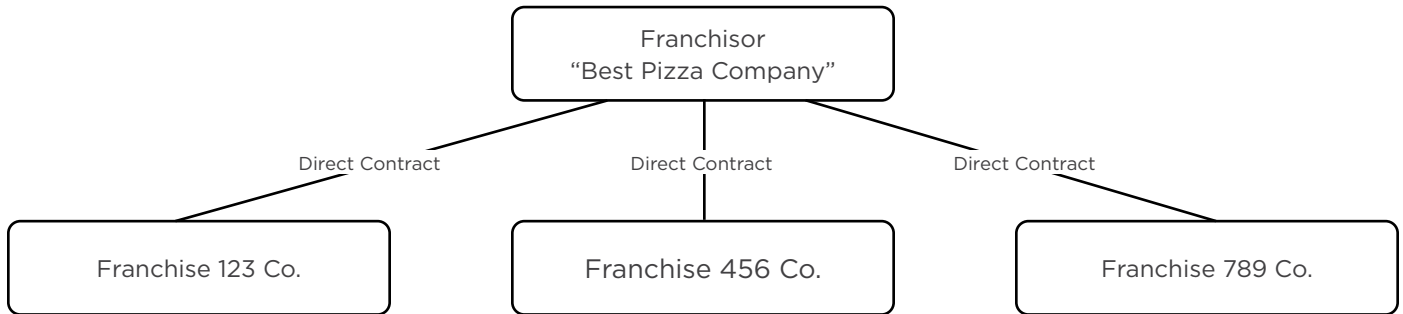 Franchisor
“Best Pizza Company”
Direct Contract
Direct Contract
Direct Contract
Franchise 123 Co.
Franchise 456 Co.
Franchise 789 Co.